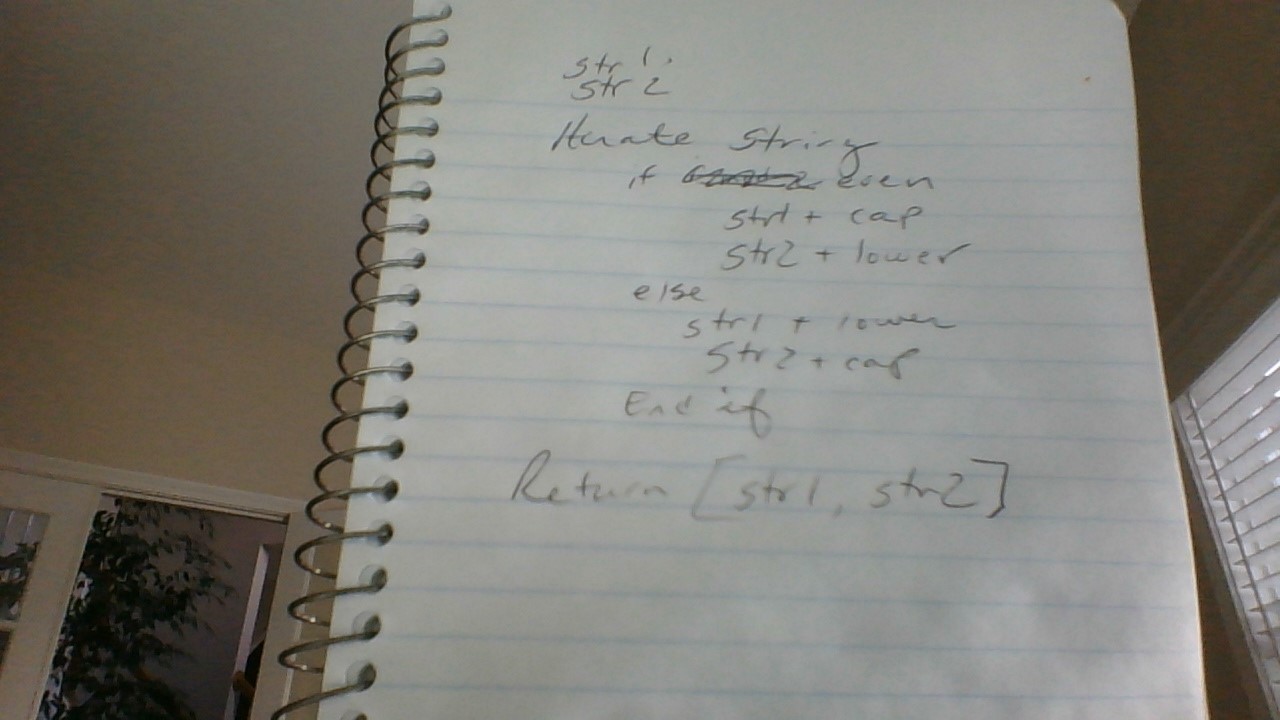 str1
str2
Iterate string
if even
str1 + cap
str2 + lower
else
str1 + lower
str2 + cap
End if
Return [str1, str2]